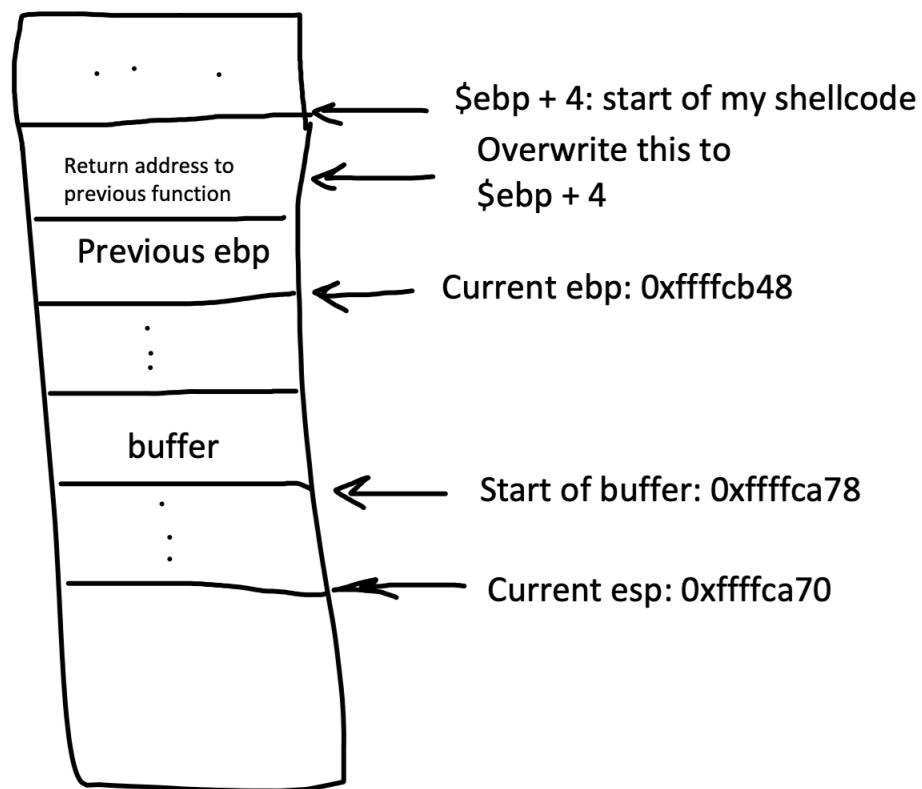 $ebp + 4: start of my shellcode
Overwrite this to
$ebp + 4
Return address to
previous function
Previous ebp
Current ebp: 0xffffcb48
buffer
Start of buffer: 0xffffca78
Current esp: 0xffffca70